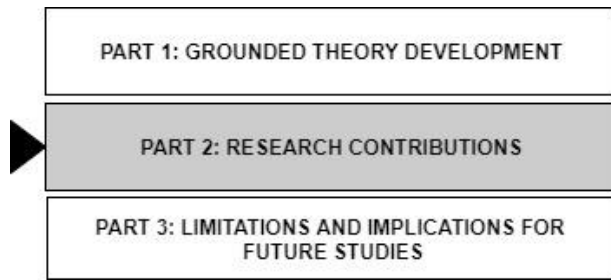 PART 1: GROUNDED THEORY DEVELOPMENT
PART 2: RESEARCH CONTRIBUTIONS
PART 3: LIMITATIONS AND IMPLICATIONS FOR
FUTURE STUDIES